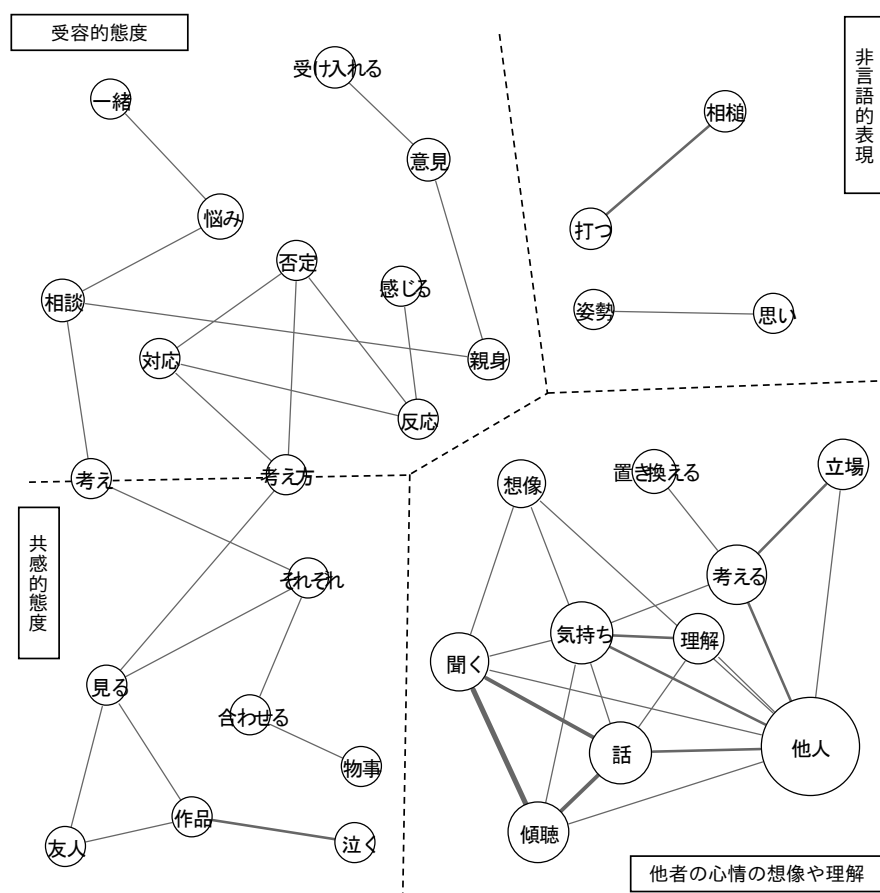 受容的態度
受け入れる
一緒
意見
悩み
否定
感じる
相談
対応
親身
反応
考え
考え方
非言語的表現
相槌
打つ
姿勢
思い
共感的態度
それぞれ
見る
合わせる
物事
作品
友人
泣く
想像
置き換える
立場
考える
気持ち
理解
聞く
話
他人
傾聴
他者の心情の想像や理解